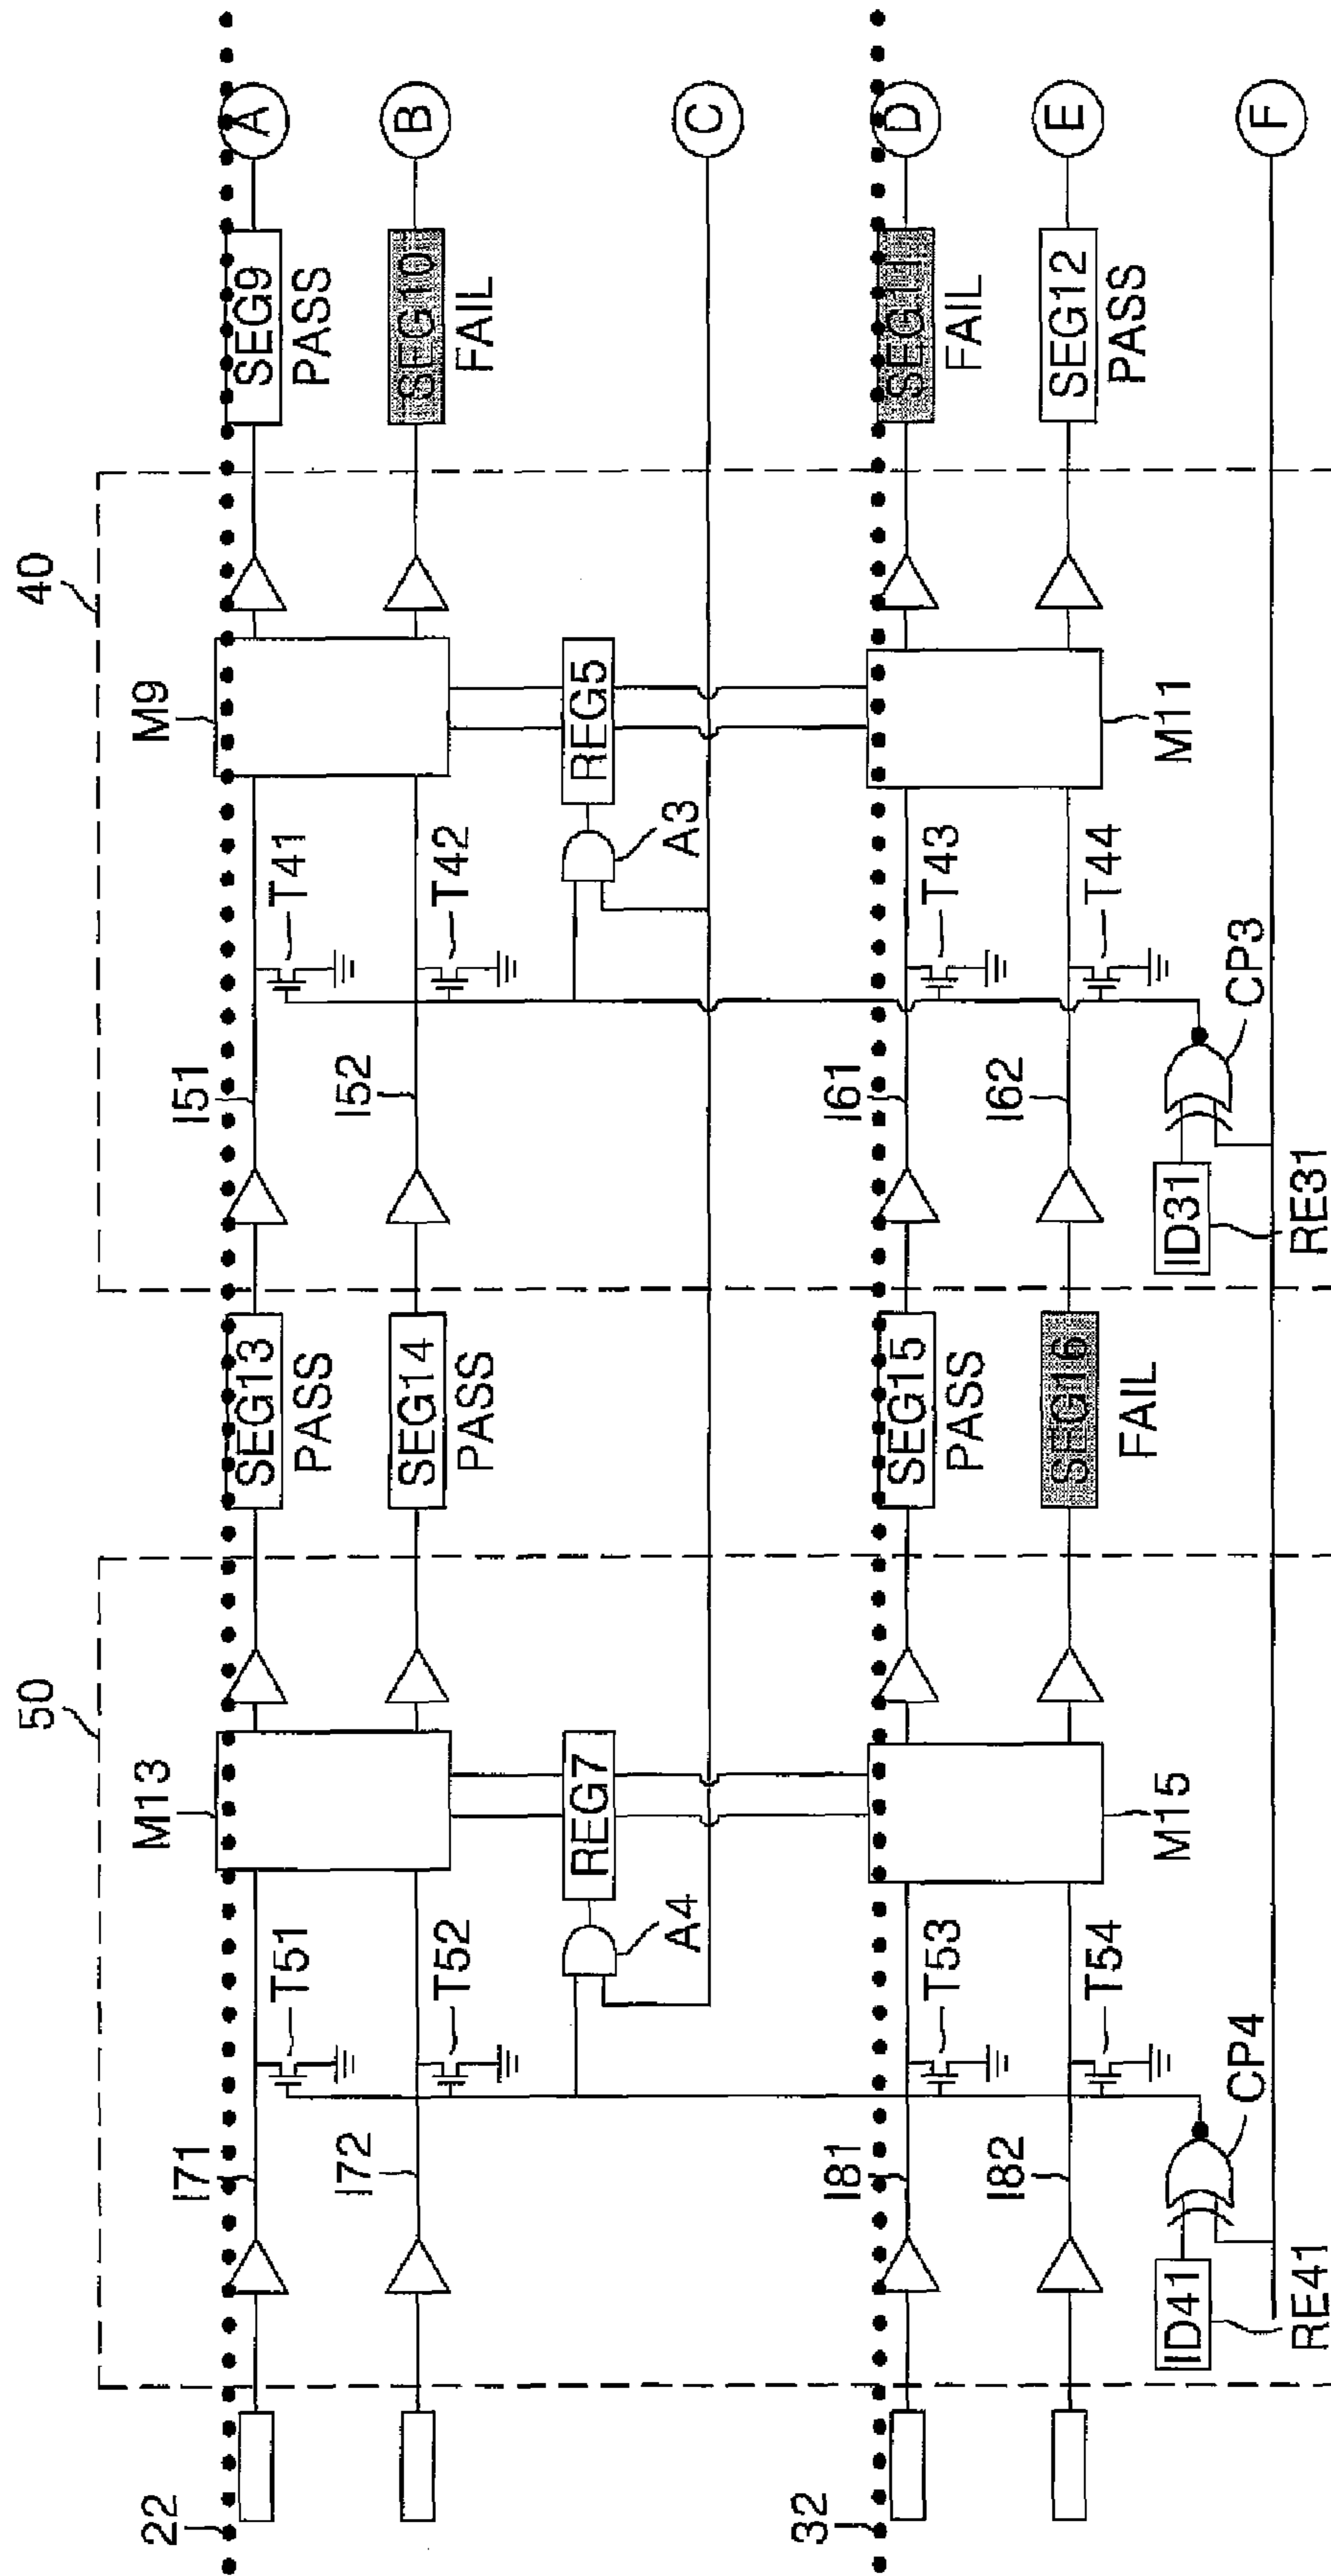 50
40
22
I71
T51
M13
SEG13
PASS
I51
T41
M9
SEG9
PASS
A
I72
T52
SEG14
PASS
I52
T42
SEG10
FAIL
B
REG7
A4
REG5
A3
C
32
I81
T53
SEG15
PASS
I61
T43
SEG11
FAIL
D
I82
T54
M15
SEG16
FAIL
I62
T44
M11
SEG12
PASS
E
ID41
CP4
RE41
ID31
CP3
RE31
F